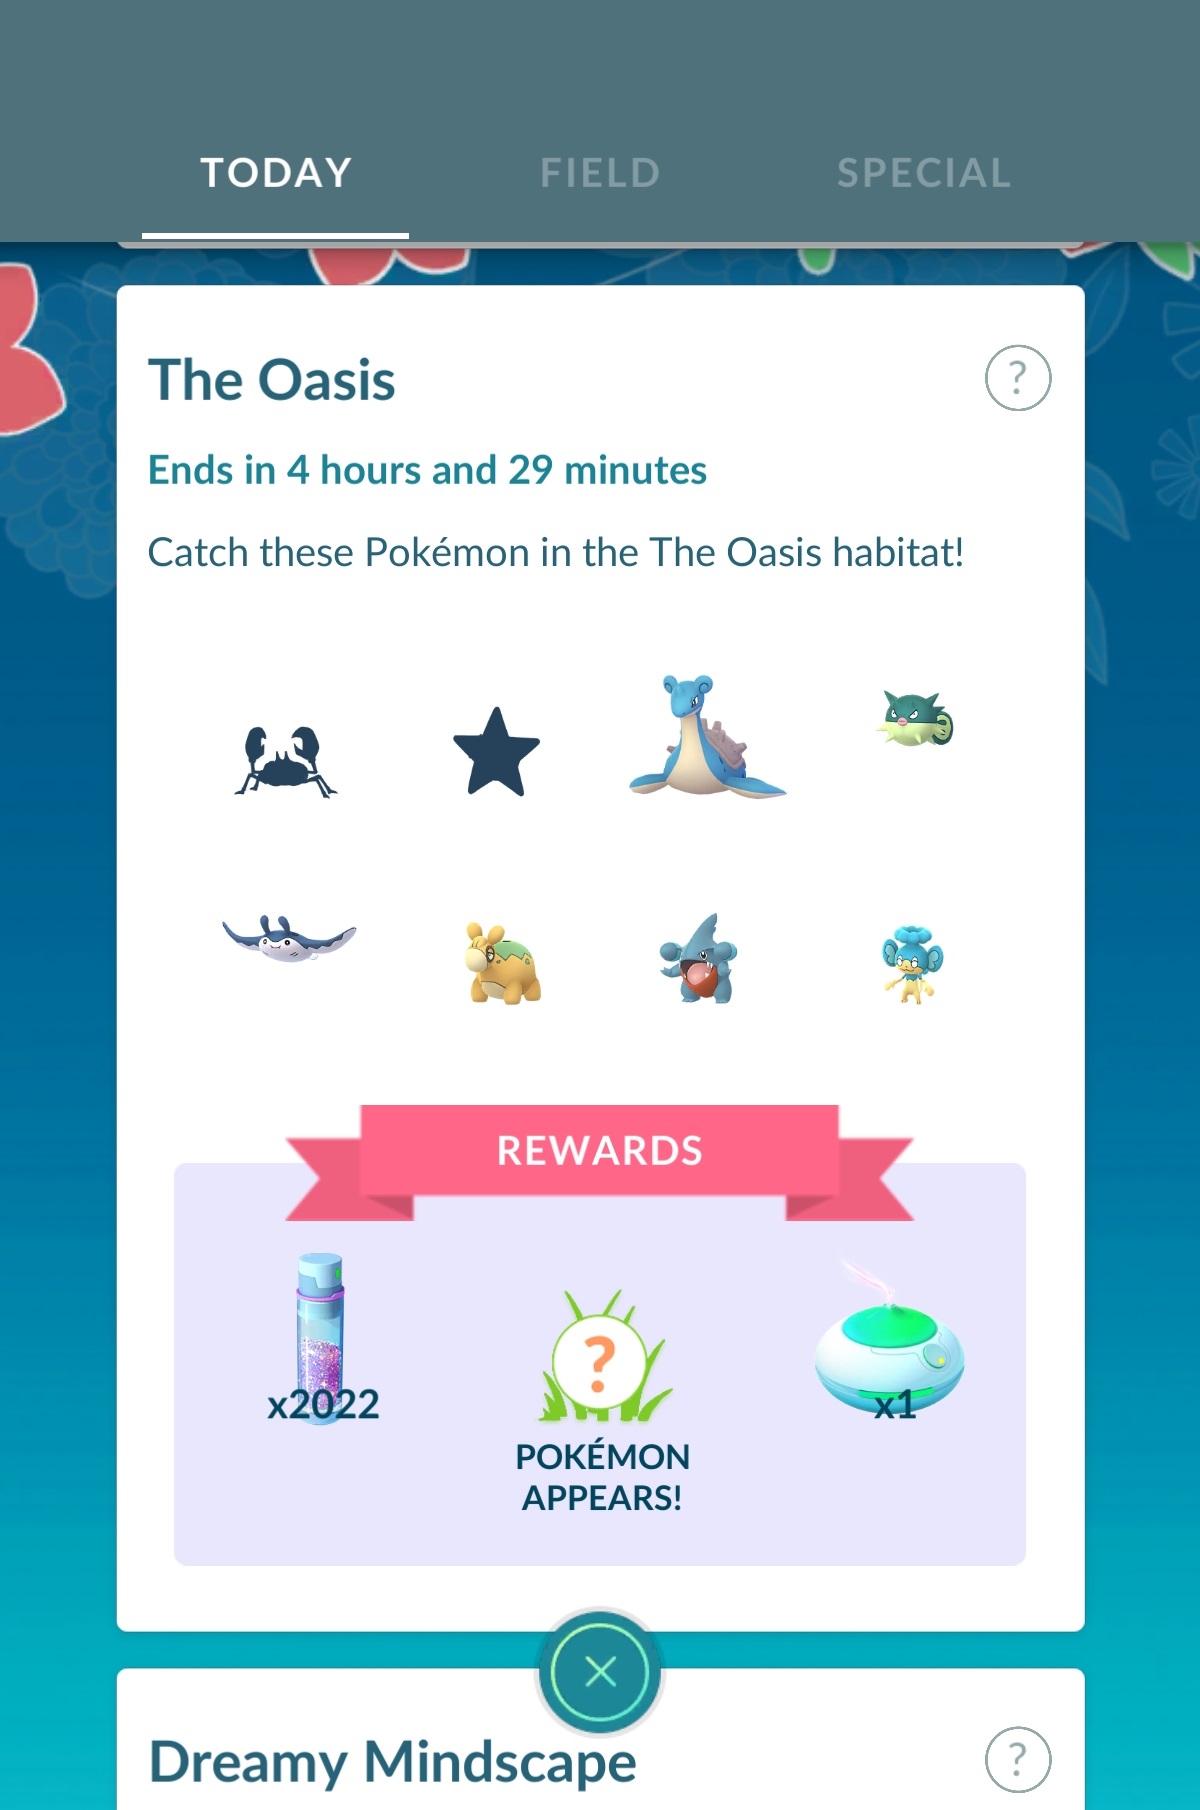 TODAY
FIELD
SPECIAL
The Oasis
?
Ends in 4 hours and 29 minutes
Catch these Pokémon in the The Oasis habitat!
REWARDS
x2022
?
POKÉMON
APPEARS!
x1
Dreamy Mindscape
?